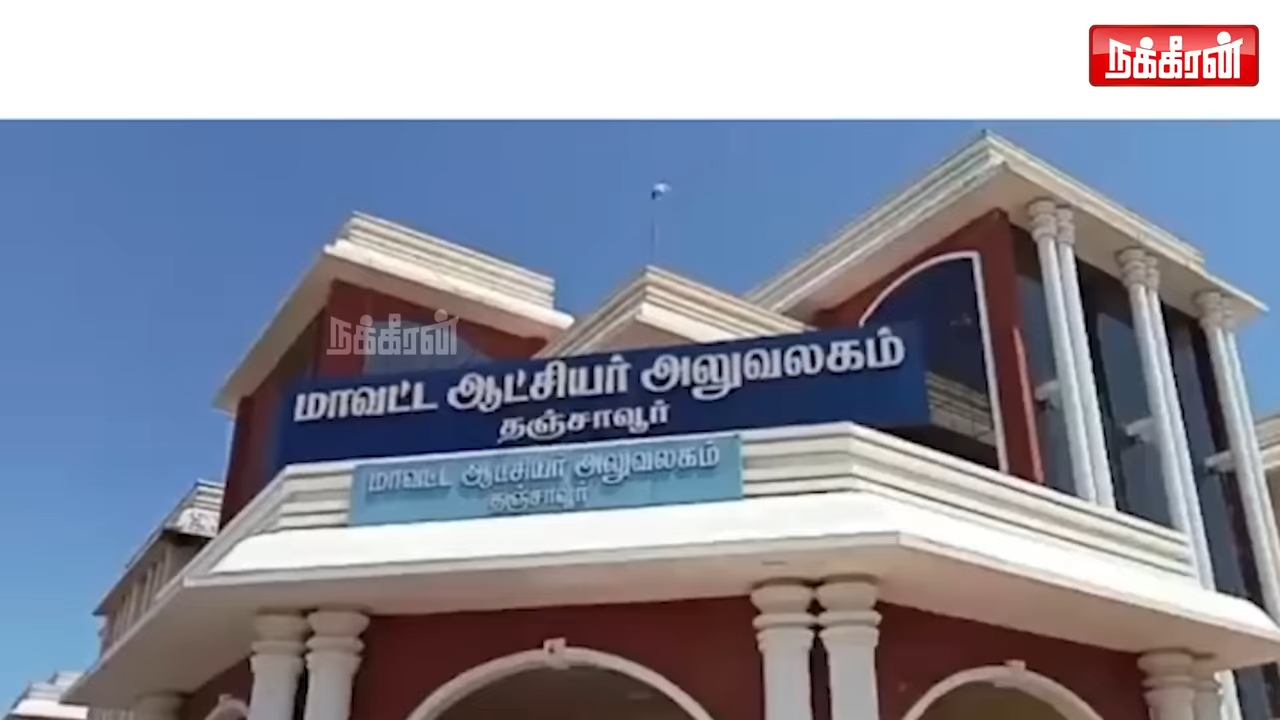 நக்கீரன்
நக்கீரன்
மாவட்ட ஆட்சியர் அலுவலகம்
தஞ்சாவூர்
மாவட்ட ஆட்சியர் அலுவலகம்
தஞ்சாவூர்